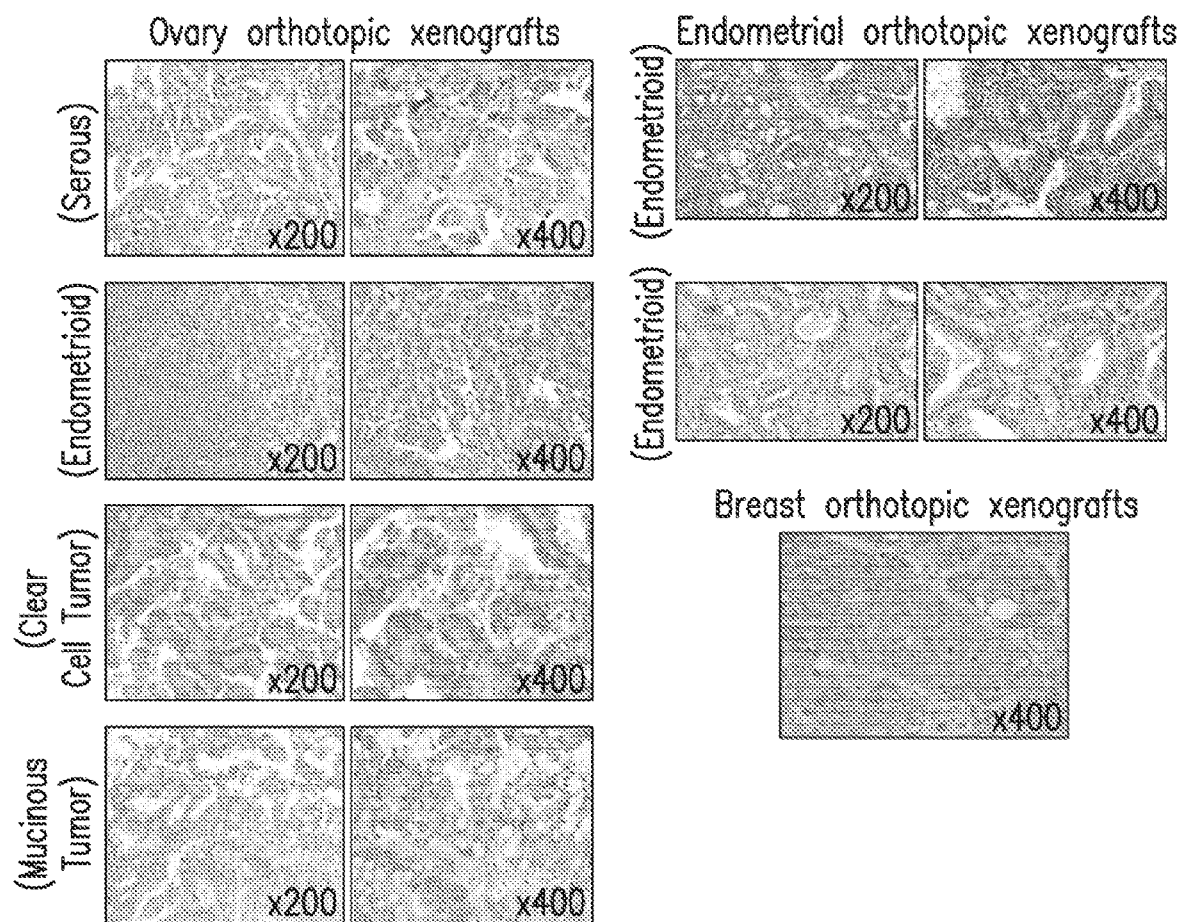 Ovary orthotopic xenografts
(Serous)
x200
x400
(Endometrioid)
x200
x400
(Clear
Cell Tumor)
x200
x400
(Mucinous
Tumor)
x200
x400
Endometrial orthotopic xenografts
(Endometrioid)
x200
x400
(Endometrioid)
x200
x400
Breast orthotopic xenografts
x400